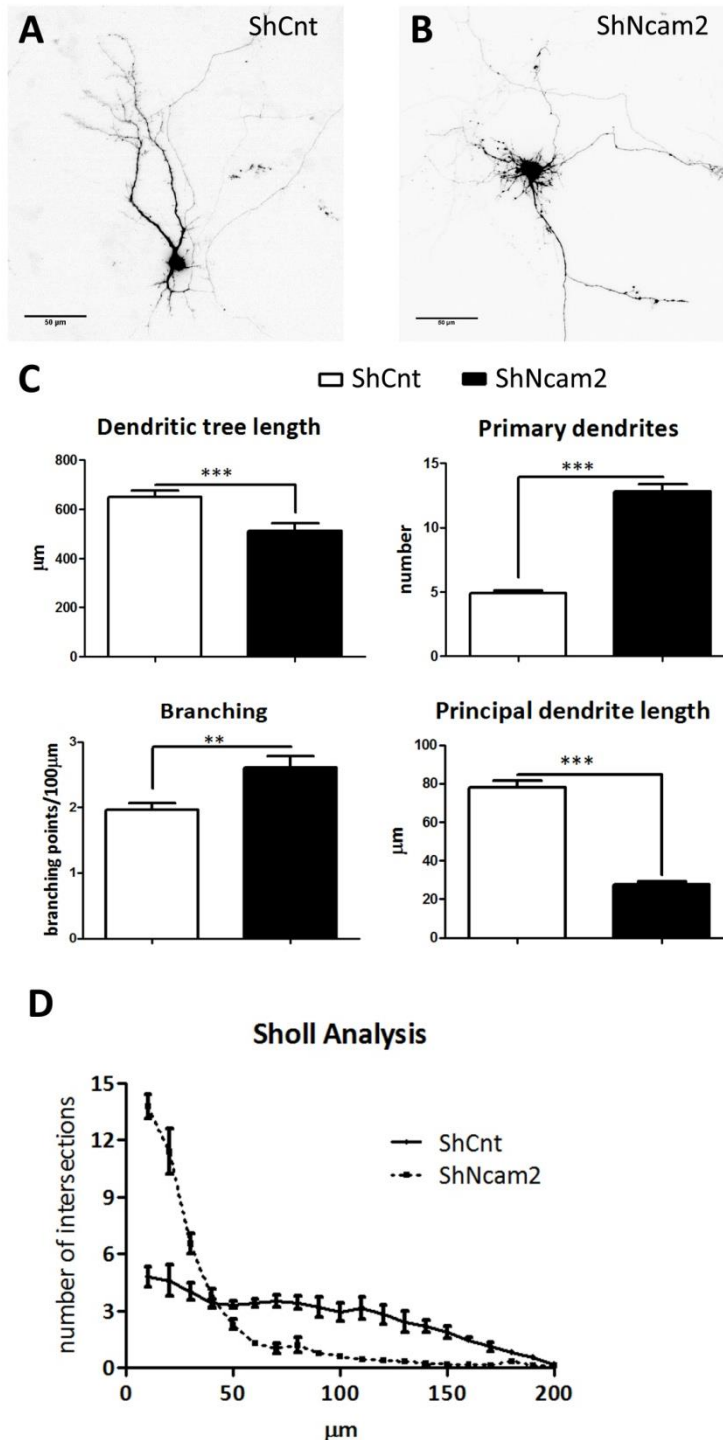 A ShCnt
B ShNcam2
50 μm
50 μm
C
ShCnt ShNcam2
Dendritic tree length
800
600
400
200
0
μm
***
Primary dendrites
15
10
5
0
number
***
Branching
3
2
1
0
branching points/100μm
**
Principal dendrite length
100
80
60
40
20
0
μm
***
D
Sholl Analysis
15
12
9
6
3
0
number of intersections
ShCnt
ShNcam2
0 50 100 150 200
μm